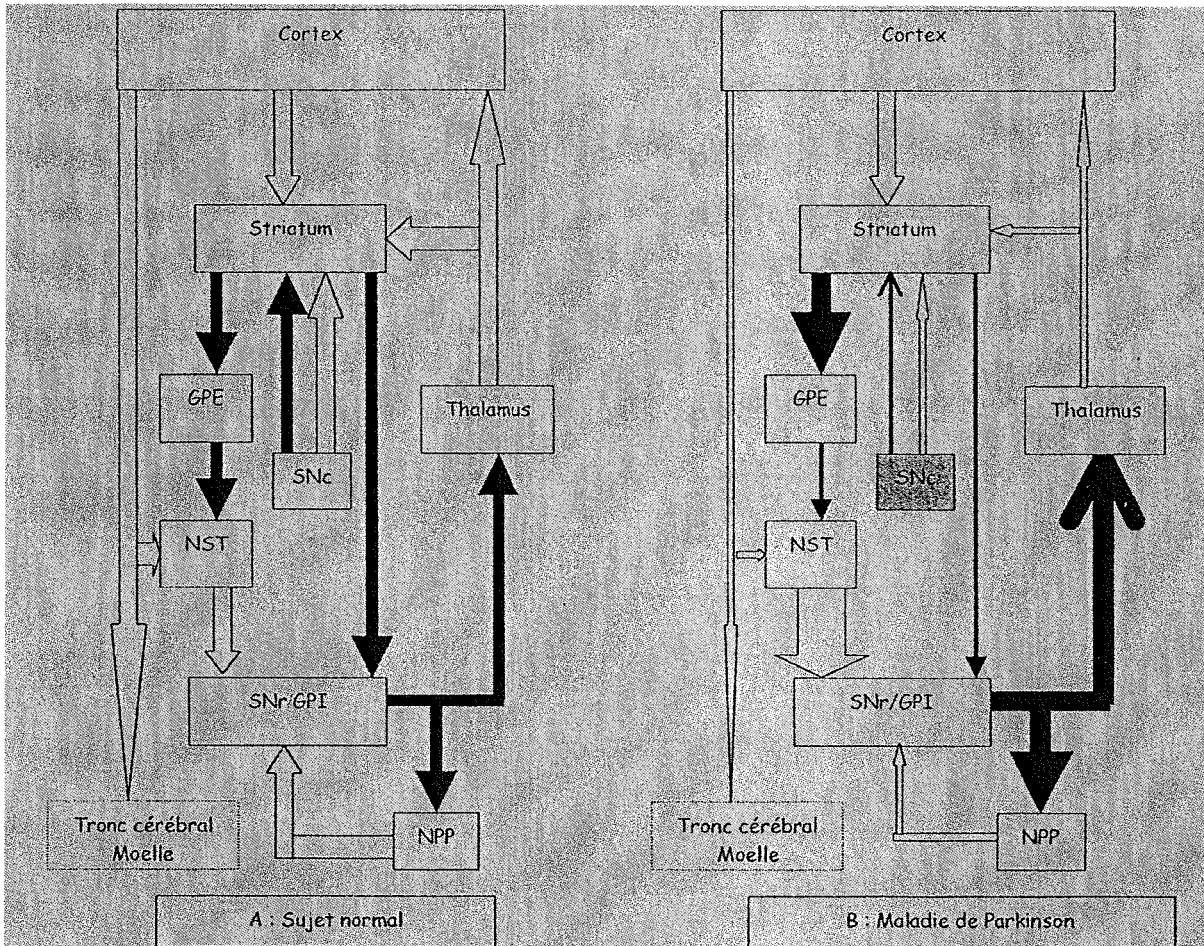 Cortex
Striatum
GPE
SNc
Thalamus
NST
SNr/GPI
NPP
Tronc cérébral
Moelle
A : Sujet normal
Cortex
Striatum
GPE
SNc
Thalamus
NST
SNr/GPI
NPP
Tronc cérébral
Moelle
B : Maladie de Parkinson